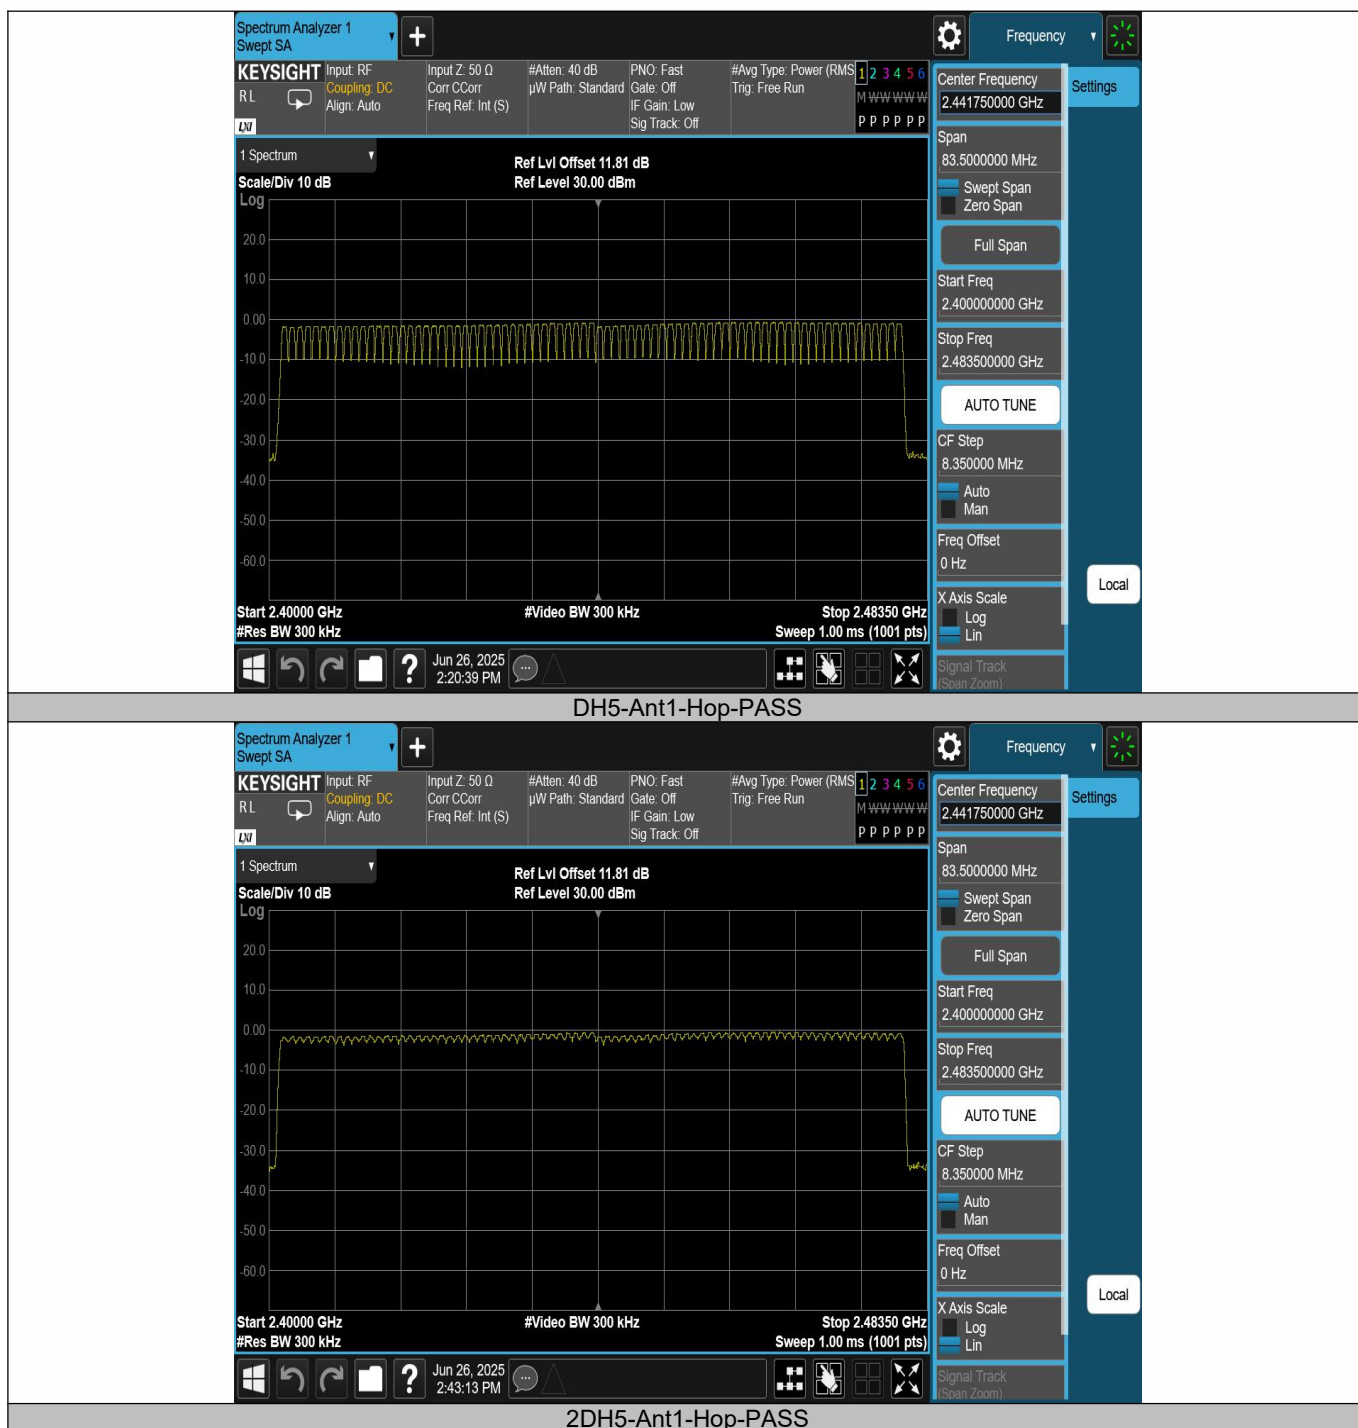 Spectrum Analyzer 1
Swept SA
Frequency
KEYSIGHT
RL
LXI
Input: RF
Coupling: DC
Align: Auto
Input Z: 50 Ω
Corr CCorr
Freq Ref: Int (S)
#Atten: 40 dB
µW Path: Standard
PNO: Fast
Gate: Off
IF Gain: Low
Sig Track: Off
#Avg Type: Power (RMS
Trig: Free Run
1 2 3 4 5 6
M W W W W W
P P P P P P
Center Frequency
2.441750000 GHz
Settings
1 Spectrum
Scale/Div 10 dB
Log
Ref Lvl Offset 11.81 dB
Ref Level 30.00 dBm
20.0
10.0
0.00
-10.0
-20.0
-30.0
-40.0
-50.0
-60.0
Start 2.40000 GHz
#Res BW 300 kHz
#Video BW 300 kHz
Stop 2.48350 GHz
Sweep 1.00 ms (1001 pts)
Span
83.5000000 MHz
Swept Span
Zero Span
Full Span
Start Freq
2.400000000 GHz
Stop Freq
2.483500000 GHz
AUTO TUNE
CF Step
8.350000 MHz
Auto
Man
Freq Offset
0 Hz
X Axis Scale
Log
Lin
Signal Track
(Span Zoom)
Local
?
Jun 26, 2025
2:20:39 PM
DH5-Ant1-Hop-PASS
Spectrum Analyzer 1
Swept SA
Frequency
KEYSIGHT
RL
LXI
Input: RF
Coupling: DC
Align: Auto
Input Z: 50 Ω
Corr CCorr
Freq Ref: Int (S)
#Atten: 40 dB
µW Path: Standard
PNO: Fast
Gate: Off
IF Gain: Low
Sig Track: Off
#Avg Type: Power (RMS
Trig: Free Run
1 2 3 4 5 6
M W W W W W
P P P P P P
Center Frequency
2.441750000 GHz
Settings
1 Spectrum
Scale/Div 10 dB
Log
Ref Lvl Offset 11.81 dB
Ref Level 30.00 dBm
20.0
10.0
0.00
-10.0
-20.0
-30.0
-40.0
-50.0
-60.0
Start 2.40000 GHz
#Res BW 300 kHz
#Video BW 300 kHz
Stop 2.48350 GHz
Sweep 1.00 ms (1001 pts)
Span
83.5000000 MHz
Swept Span
Zero Span
Full Span
Start Freq
2.400000000 GHz
Stop Freq
2.483500000 GHz
AUTO TUNE
CF Step
8.350000 MHz
Auto
Man
Freq Offset
0 Hz
X Axis Scale
Log
Lin
Signal Track
(Span Zoom)
Local
?
Jun 26, 2025
2:43:13 PM
2DH5-Ant1-Hop-PASS